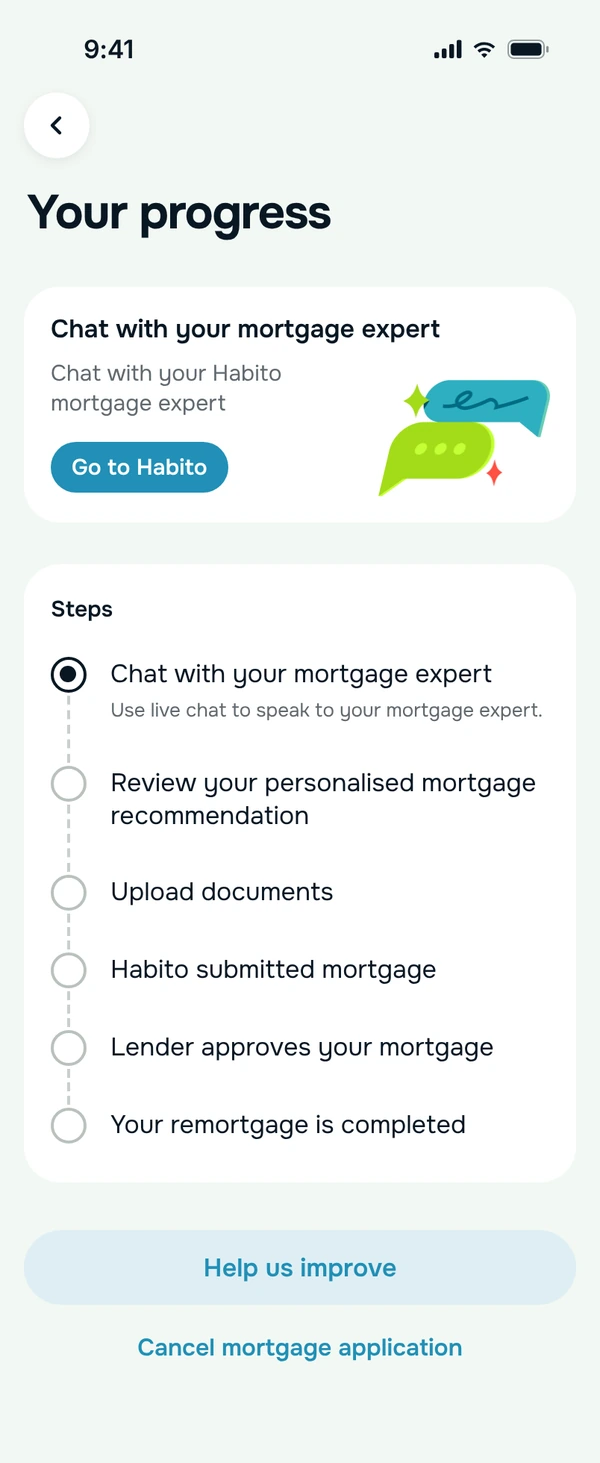 9:41
Your progress
Chat with your mortgage expert
Chat with your Habito
mortgage expert
Go to Habito
Steps
Chat with your mortgage expert
Use live chat to speak to your mortgage expert.
Review your personalised mortgage
recommendation
Upload documents
Habito submitted mortgage
Lender approves your mortgage
Your remortgage is completed
Help us improve
Cancel mortgage application